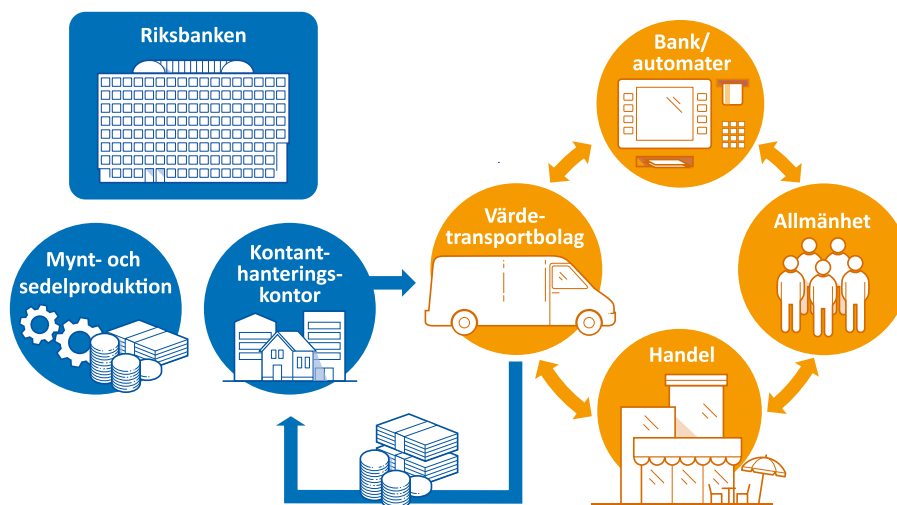 Riksbanken
Mynt- och
sedelproduktion
Kontant-
hanterings-
kontor
Värde-
transportbolag
Bank/
automater
Allmänhet
Handel